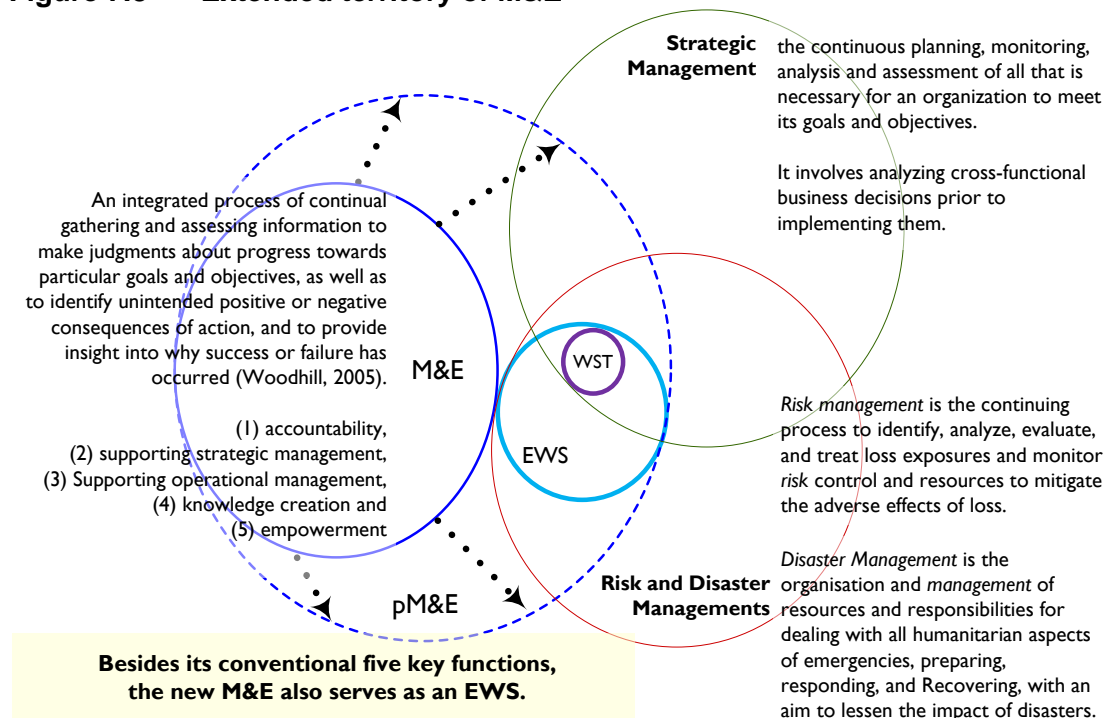 Strategic
Management
the continuous planning, monitoring,
analysis and assessment of all that is
necessary for an organization to meet
its goals and objectives.
It involves analyzing cross-functional
business decisions prior to
implementing them.
An integrated process of continual
gathering and assessing information to
make judgments about progress towards
particular goals and objectives, as well as
to identify unintended positive or negative
consequences of action, and to provide
insight into why success or failure has
occurred (Woodhill, 2005).
(1) accountability,
(2) supporting strategic management,
(3) Supporting operational management,
(4) knowledge creation and
(5) empowerment
M&E
WST
EWS
pM&E
Risk management is the continuing
process to identify, analyze, evaluate,
and treat loss exposures and monitor
risk control and resources to mitigate
the adverse effects of loss.
Risk and Disaster
Managements
Disaster Management is the
organisation and management of
resources and responsibilities for
dealing with all humanitarian aspects
of emergencies, preparing,
responding, and Recovering, with an
aim to lessen the impact of disasters.
Besides its conventional five key functions,
the new M&E also serves as an EWS.